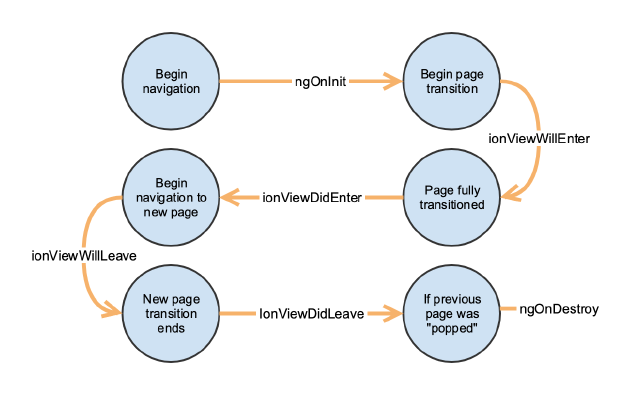 Begin
navigation
ngOnInit
Begin page
transition
ionViewWillEnter
Page fully
transitioned
ionViewDidEnter
Begin
navigation to
new page
ionViewWillLeave
New page
transition
ends
IonViewDidLeave
If previous
page was
"popped"
ngOnDestroy